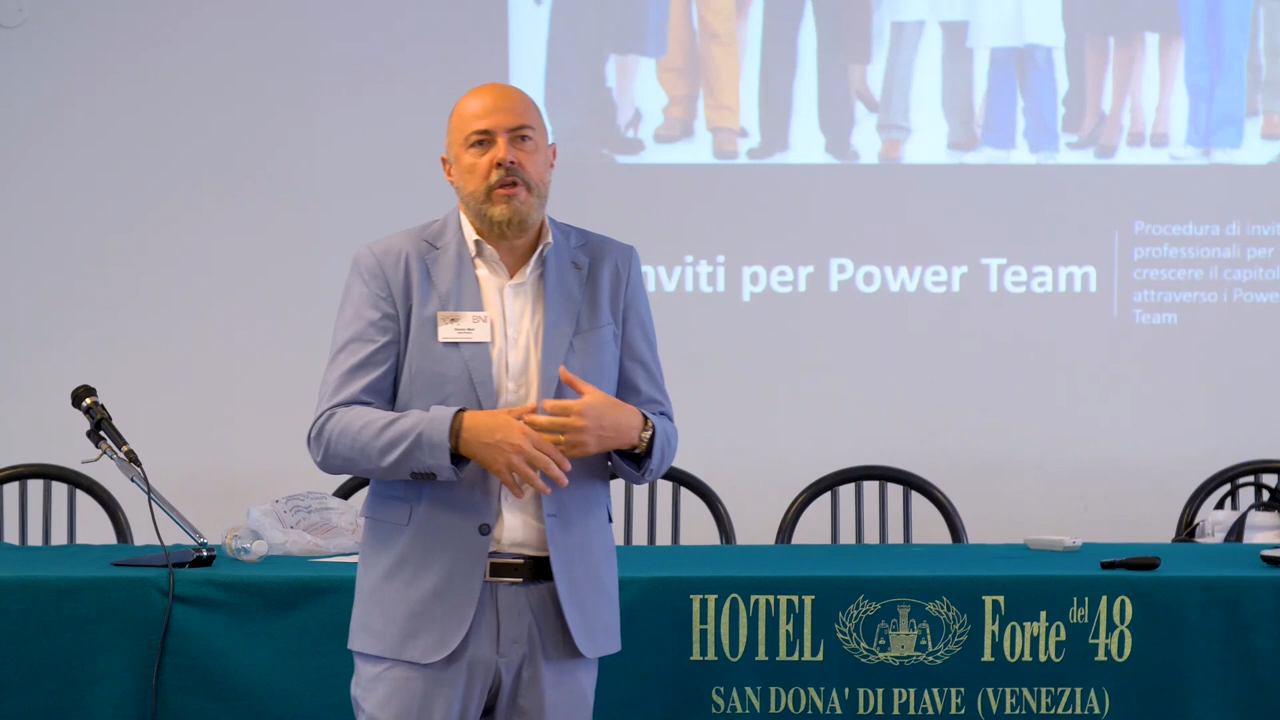 nviti per Power Team
Procedura di invit
professionali per
crescere il capitol
attraverso i Powe
Team
BNI
HOTEL Forte del 48
SAN DONA' DI PIAVE (VENEZIA)